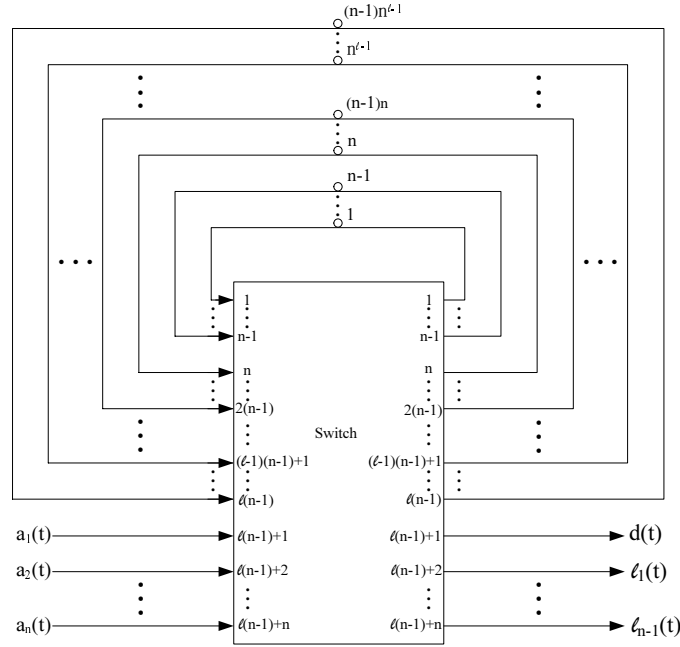 (n-1)n^{ℓ-1}
n^{ℓ-1}
(n-1)n
n
n-1
1
1 1
n-1 n-1
n n
2(n-1) 2(n-1)
Switch
(ℓ-1)(n-1)+1 (ℓ-1)(n-1)+1
ℓ(n-1) ℓ(n-1)
a₁(t) ℓ(n-1)+1 ℓ(n-1)+1 d(t)
a₂(t) ℓ(n-1)+2 ℓ(n-1)+2 ℓ₁(t)
aₙ(t) ℓ(n-1)+n ℓ(n-1)+n ℓₙ₋₁(t)